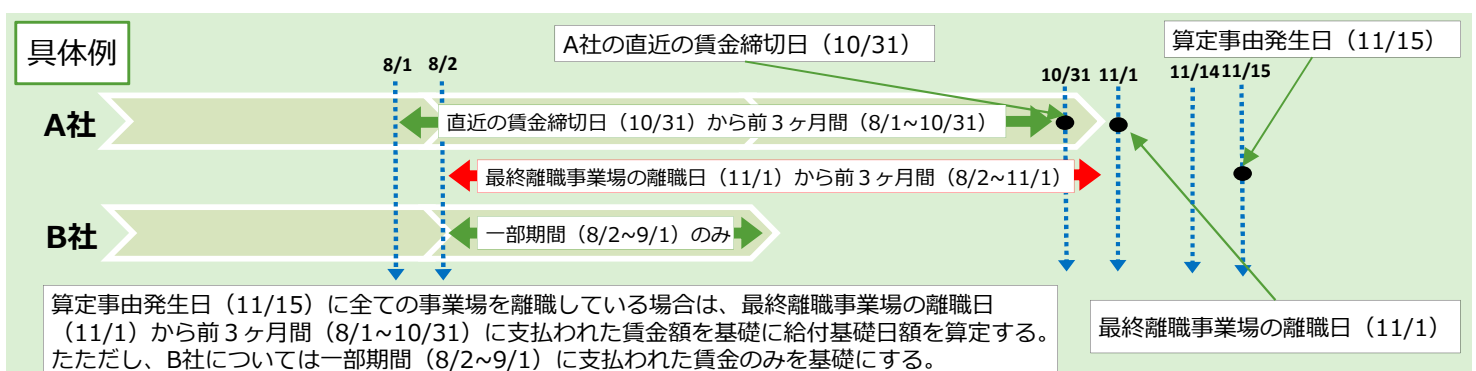 具体例
A社の直近の賃金締切日（10/31）
算定事由発生日（11/15）
8/1 8/2
10/31 11/1 11/14 11/15
A社
直近の賃金締切日（10/31）から前３ヶ月間（8/1~10/31）
最終離職事業場の離職日（11/1）から前３ヶ月間（8/2~11/1）
B社
一部期間（8/2~9/1）のみ
算定事由発生日（11/15）に全ての事業場を離職している場合は、最終離職事業場の離職日
（11/1）から前３ヶ月間（8/1~10/31）に支払われた賃金額を基礎に給付基礎日額を算定する。
たただし、B社については一部期間（8/2~9/1）に支払われた賃金のみを基礎にする。
最終離職事業場の離職日（11/1）